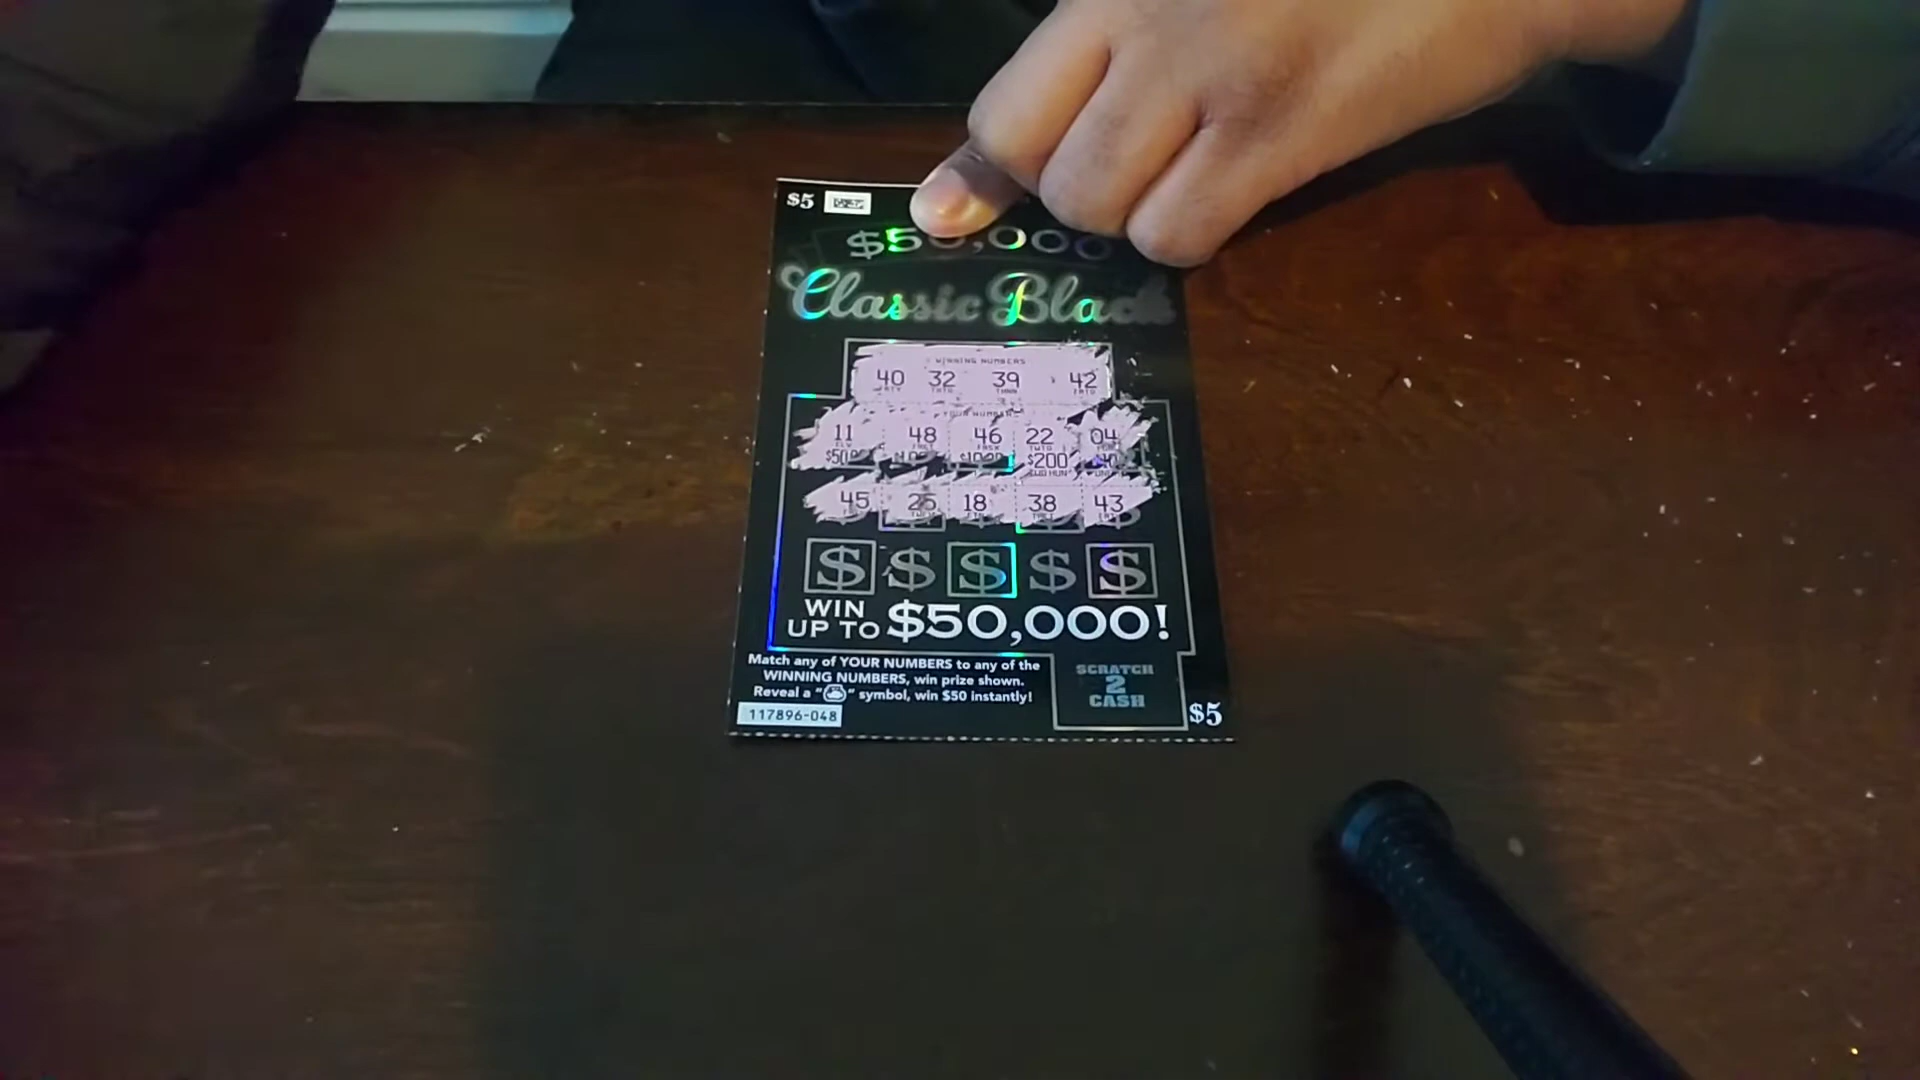 $5
$50,000
Classic Black
WINNING NUMBERS
40 32 39 42
YOUR NUMBERS
11 48 46 22 04
$200
45 25 18 38 43
$ $ $ $ $
WIN UP TO $50,000!
Match any of YOUR NUMBERS to any of the
WINNING NUMBERS, win prize shown.
Reveal a " " symbol, win $50 instantly!
117896-048
SCRATCH
2
CASH
$5